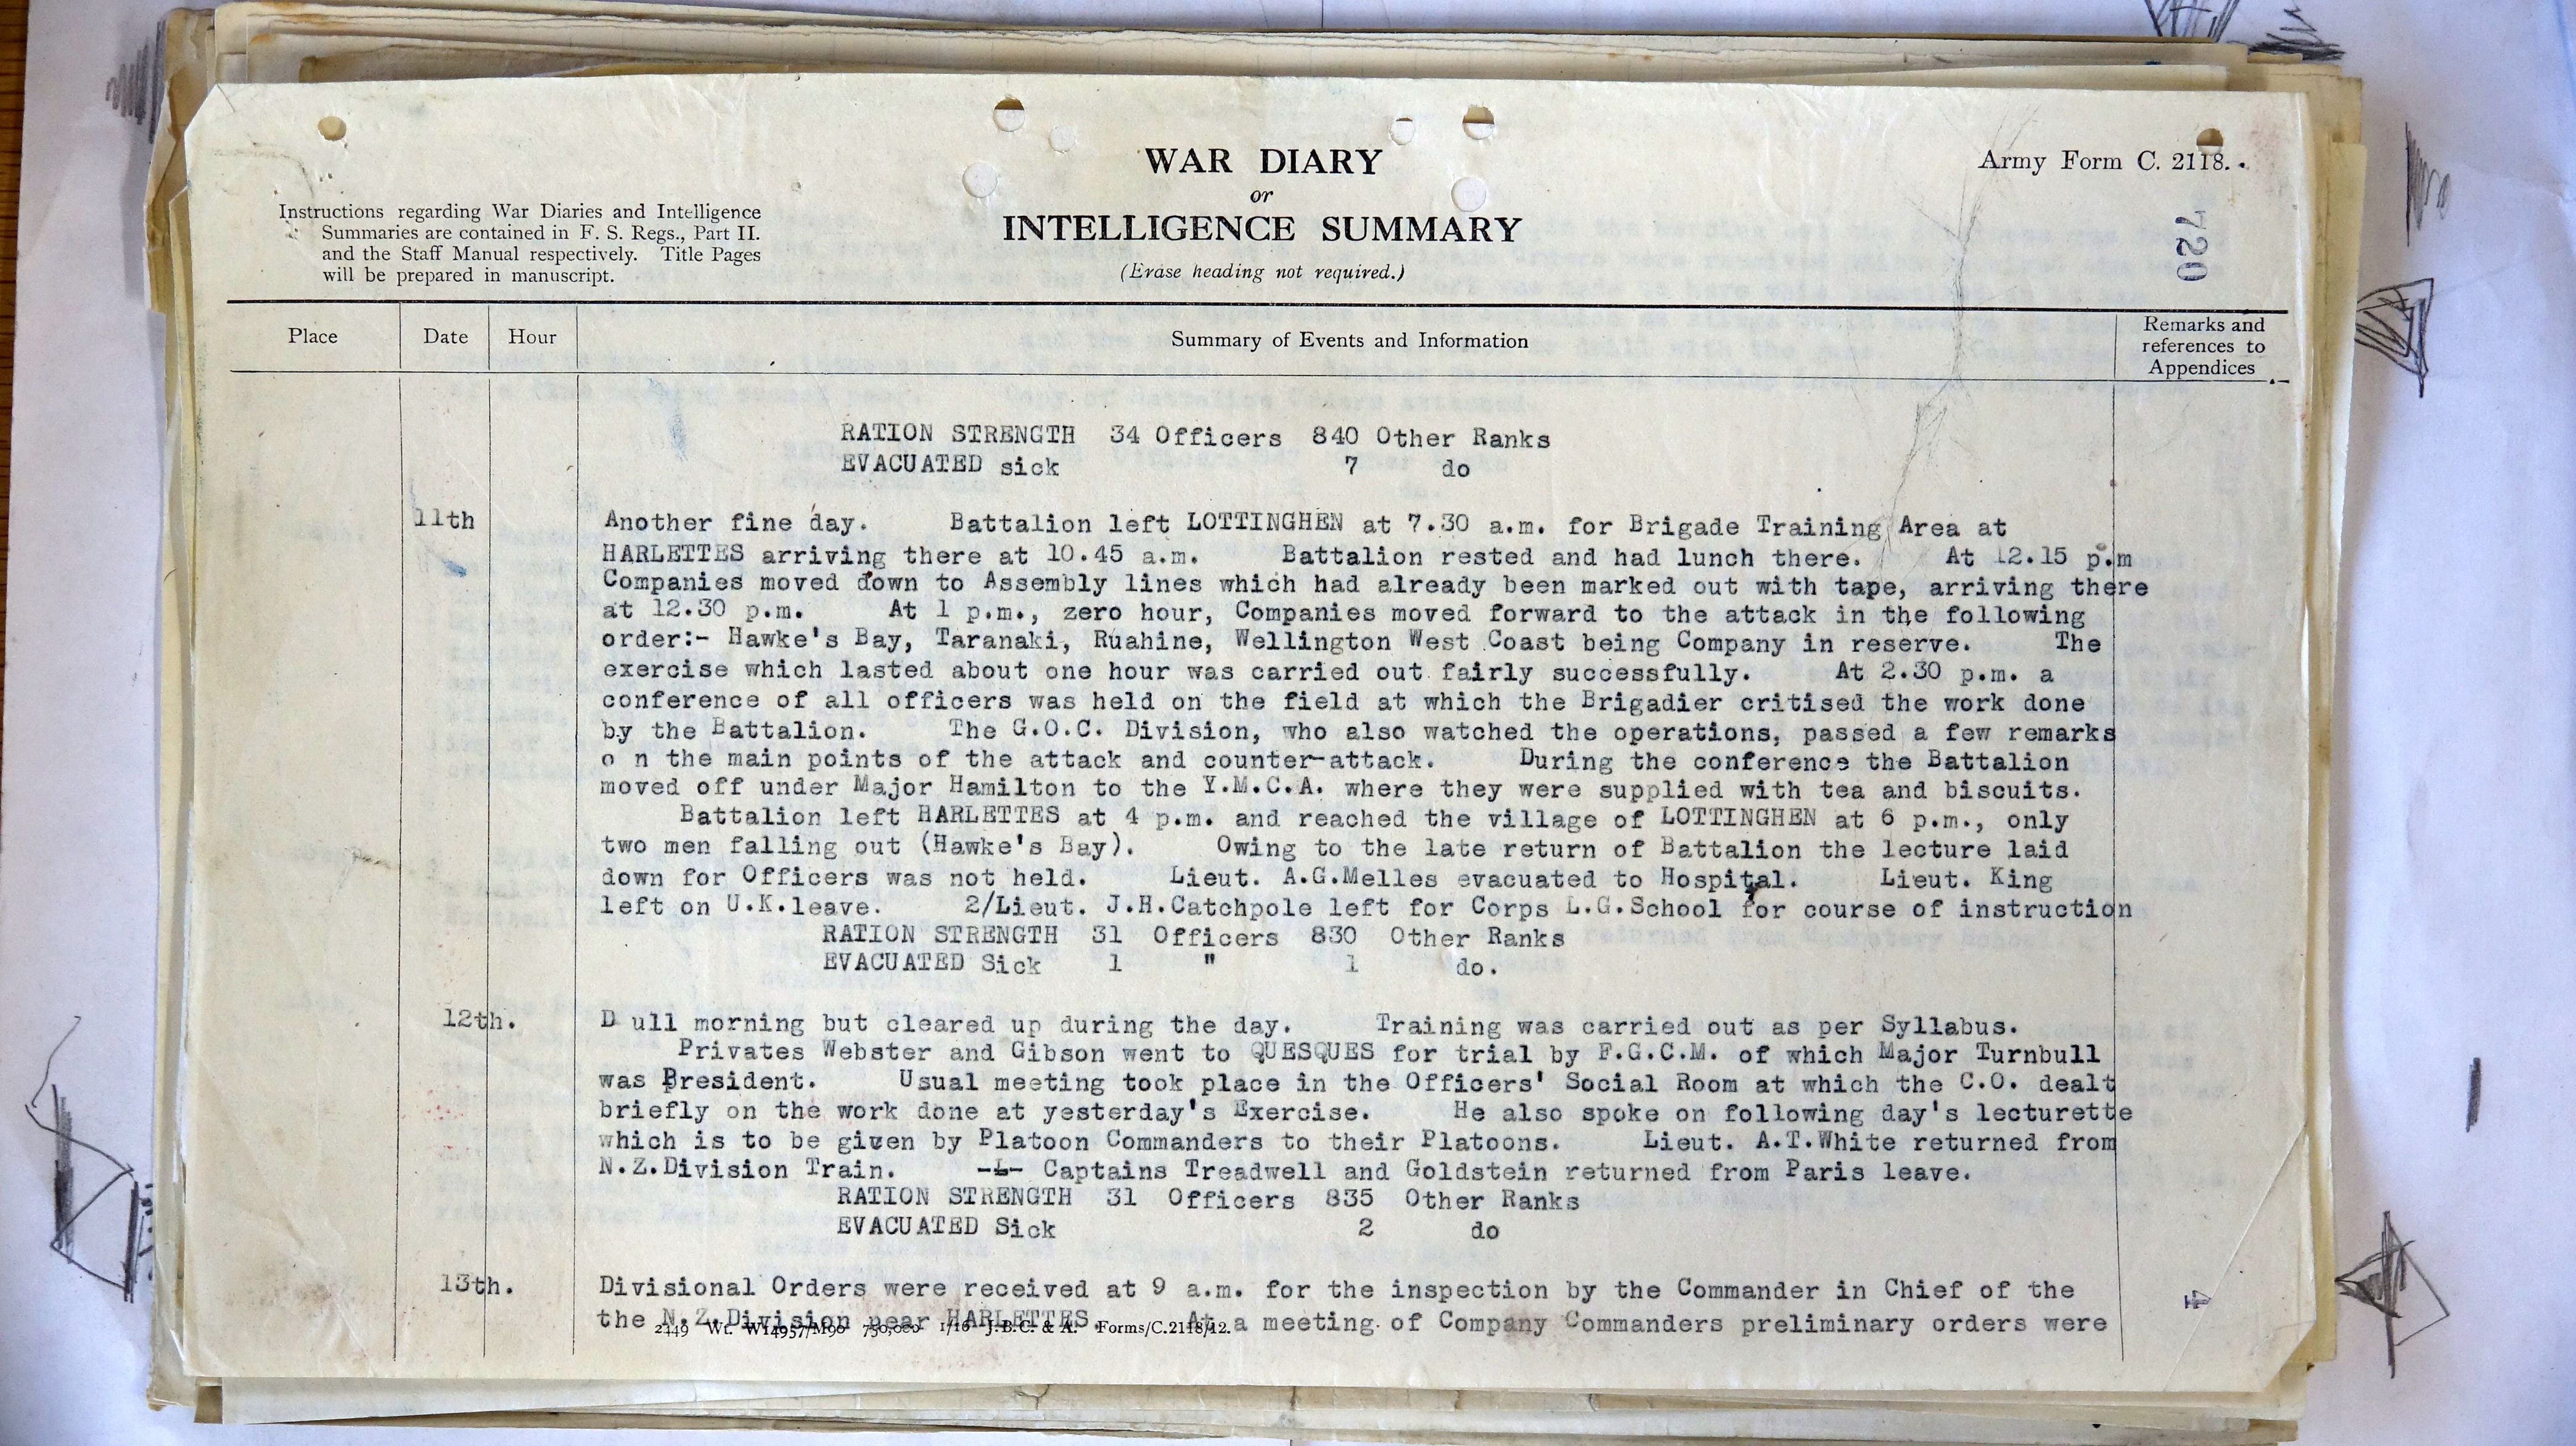 WAR DIARY
or
INTELLIGENCE SUMMARY
(Erase heading not required.)
Army Form C. 2118.
Instructions regarding War Diaries and Intelligence
Summaries are contained in F. S. Regs., Part II.
and the Staff Manual respectively. Title Pages
will be prepared in manuscript.
720
Place
Date
Hour
Summary of Events and Information
Remarks and
references to
Appendices
RATION STRENGTH 34 Officers 840 Other Ranks
EVACUATED sick 7 do
11th
Another fine day. Battalion left LOTTINGHEN at 7.30 a.m. for Brigade Training Area at
HARLETTES arriving there at 10.45 a.m. Battalion rested and had lunch there. At 12.15 p.m
Companies moved down to Assembly lines which had already been marked out with tape, arriving there
at 12.30 p.m. At 1 p.m., zero hour, Companies moved forward to the attack in the following
order:- Hawke's Bay, Taranaki, Ruahine, Wellington West Coast being Company in reserve. The
exercise which lasted about one hour was carried out fairly successfully. At 2.30 p.m. a
conference of all officers was held on the field at which the Brigadier critised the work done
by the Battalion. The G.O.C. Division, who also watched the operations, passed a few remarks
o n the main points of the attack and counter-attack. During the conference the Battalion
moved off under Major Hamilton to the Y.M.C.A. where they were supplied with tea and biscuits.
Battalion left HARLETTES at 4 p.m. and reached the village of LOTTINGHEN at 6 p.m., only
two men falling out (Hawke's Bay). Owing to the late return of Battalion the lecture laid
down for Officers was not held. Lieut. A.G.Melles evacuated to Hospital. Lieut. King
left on U.K.leave. 2/Lieut. J.H.Catchpole left for Corps L.G.School for course of instruction
RATION STRENGTH 31 Officers 830 Other Ranks
EVACUATED Sick 1 " 1 do.
12th.
D ull morning but cleared up during the day. Training was carried out as per Syllabus.
Privates Webster and Gibson went to QUESQUES for trial by F.G.C.M. of which Major Turnbull
was President. Usual meeting took place in the Officers' Social Room at which the C.O. dealt
briefly on the work done at yesterday's Exercise. He also spoke on following day's lecturette
which is to be given by Platoon Commanders to their Platoons. Lieut. A.T.White returned from
N.Z.Division Train. -L- Captains Treadwell and Goldstein returned from Paris leave.
RATION STRENGTH 31 Officers 835 Other Ranks
EVACUATED Sick 2 do
13th.
Divisional Orders were received at 9 a.m. for the inspection by the Commander in Chief of the
the N.Z.Division near HARLETTES At a meeting of Company Commanders preliminary orders were
2449 Wt. W14957/M90 750,000 1/16 J.B.C. & A. Forms/C.2118/12.
4